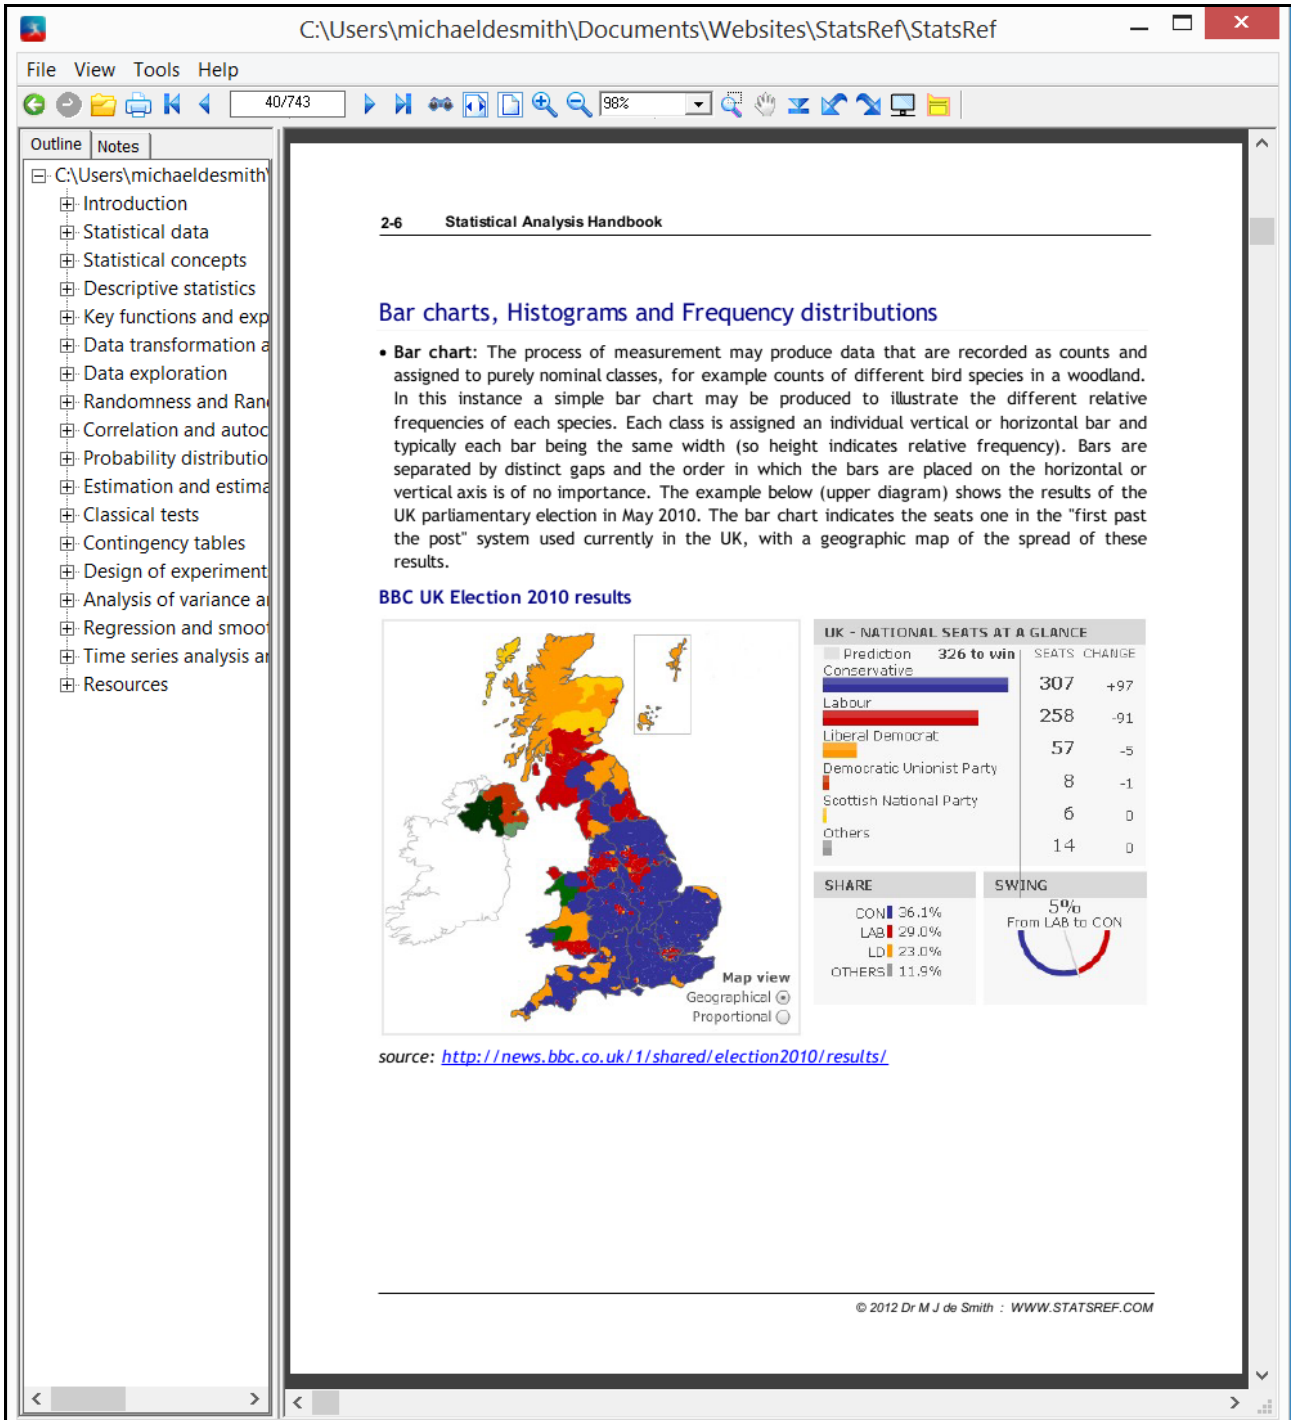 C:\Users\michaeldesmith\Documents\Websites\StatsRef\StatsRef
File View Tools Help
40/743
98%
Outline Notes
C:\Users\michaeldesmith\
Introduction
Statistical data
Statistical concepts
Descriptive statistics
Key functions and exp
Data transformation a
Data exploration
Randomness and Ran
Correlation and autoc
Probability distributio
Estimation and estima
Classical tests
Contingency tables
Design of experiment
Analysis of variance a
Regression and smoot
Time series analysis a
Resources
2-6 Statistical Analysis Handbook
Bar charts, Histograms and Frequency distributions
• Bar chart: The process of measurement may produce data that are recorded as counts and
assigned to purely nominal classes, for example counts of different bird species in a woodland.
In this instance a simple bar chart may be produced to illustrate the different relative
frequencies of each species. Each class is assigned an individual vertical or horizontal bar and
typically each bar being the same width (so height indicates relative frequency). Bars are
separated by distinct gaps and the order in which the bars are placed on the horizontal or
vertical axis is of no importance. The example below (upper diagram) shows the results of the
UK parliamentary election in May 2010. The bar chart indicates the seats one in the "first past
the post" system used currently in the UK, with a geographic map of the spread of these
results.
BBC UK Election 2010 results
Map view
Geographical
Proportional
UK - NATIONAL SEATS AT A GLANCE
Prediction 326 to win SEATS CHANGE
Conservative 307 +97
Labour 258 -91
Liberal Democrat 57 -5
Democratic Unionist Party 8 -1
Scottish National Party 6 0
Others 14 0
SHARE
CON 36.1%
LAB 29.0%
LD 23.0%
OTHERS 11.9%
SWING
5%
From LAB to CON
source: http://news.bbc.co.uk/1/shared/election2010/results/
© 2012 Dr M J de Smith : WWW.STATSREF.COM